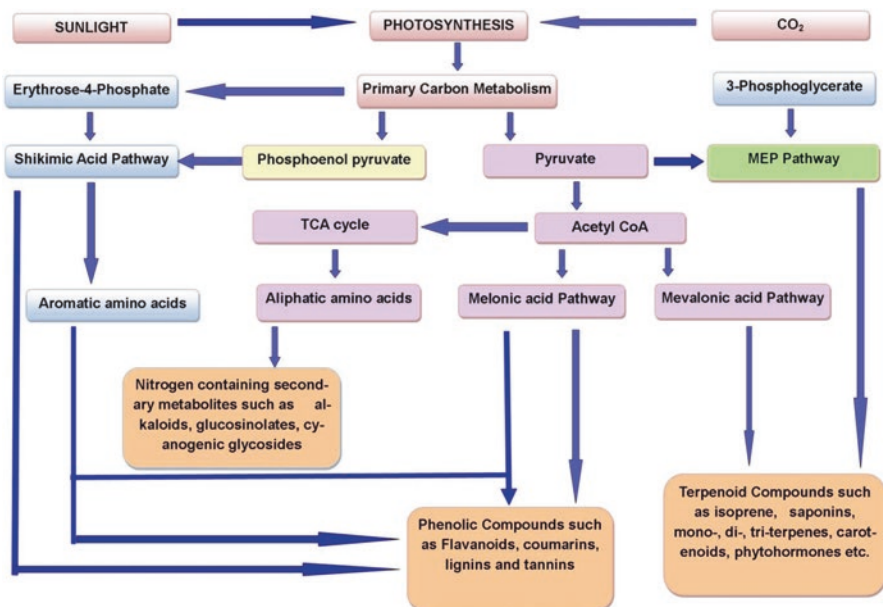 SUNLIGHT
PHOTOSYNTHESIS
CO₂
Erythrose-4-Phosphate
Primary Carbon Metabolism
3-Phosphoglycerate
Shikimic Acid Pathway
Phosphoenol pyruvate
Pyruvate
MEP Pathway
TCA cycle
Acetyl CoA
Aromatic amino acids
Aliphatic amino acids
Melonic acid Pathway
Mevalonic acid Pathway
Nitrogen containing second-
ary metabolites such as al-
kaloids, glucosinolates, cy-
anogenic glycosides
Phenolic Compounds such
as Flavanoids, coumarins,
lignins and tannins
Terpenoid Compounds such
as isoprene, saponins,
mono-, di-, tri-terpenes, carot-
enoids, phytohormones etc.